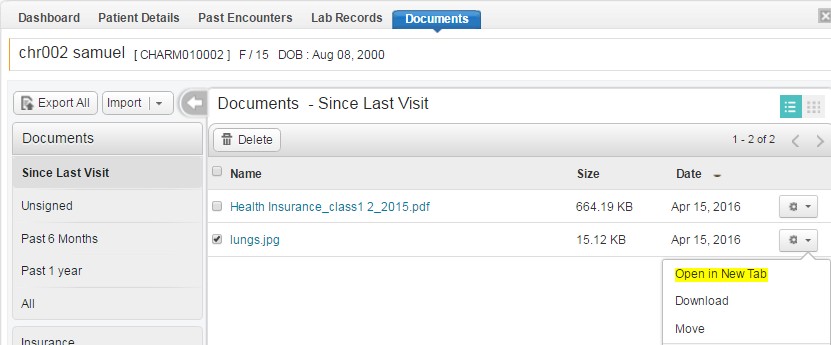 Dashboard Patient Details Past Encounters Lab Records Documents
chr002 samuel [ CHARM010002 ] F / 15 DOB : Aug 08, 2000
Export All Import
Documents
Since Last Visit
Unsigned
Past 6 Months
Past 1 year
All
Insurance
Documents - Since Last Visit
Delete 1 - 2 of 2
Name Size Date
Health Insurance_class1 2_2015.pdf 664.19 KB Apr 15, 2016
lungs.jpg 15.12 KB Apr 15, 2016
Open in New Tab
Download
Move